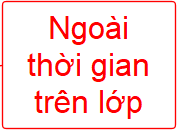 Ngoài
thời gian
trên lớp